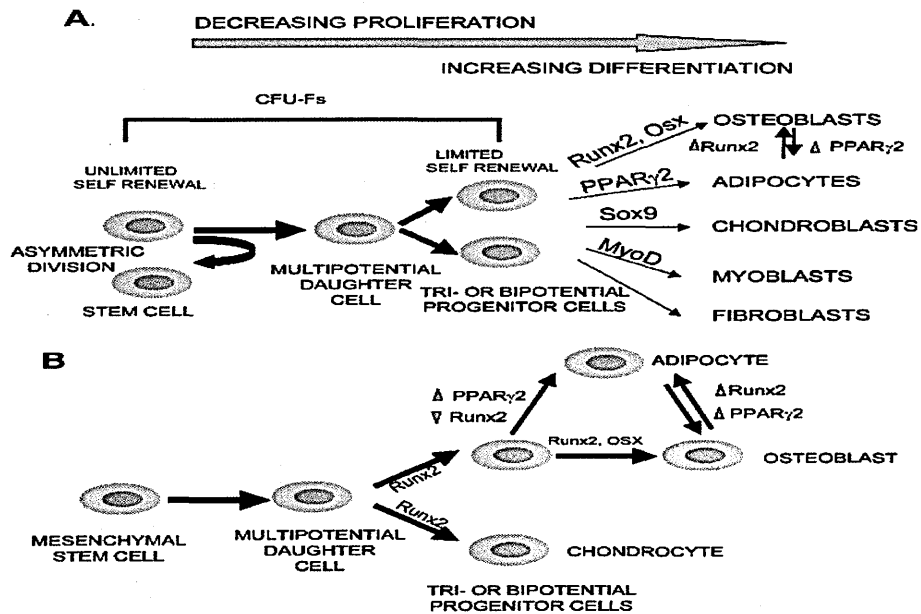 A.
DECREASING PROLIFERATION
INCREASING DIFFERENTIATION
CFU-Fs
UNLIMITED
SELF RENEWAL
LIMITED
SELF RENEWAL
ASYMMETRIC
DIVISION
STEM CELL
MULTIPOTENTIAL
DAUGHTER
CELL
TRI- OR BIPOTENTIAL
PROGENITOR CELLS
Runx2, Osx
OSTEOBLASTS
ΔRunx2
Δ PPARγ2
PPARγ2
ADIPOCYTES
Sox9
CHONDROBLASTS
MyoD
MYOBLASTS
FIBROBLASTS
B
ADIPOCYTE
Δ PPARγ2
∇ Runx2
ΔRunx2
Δ PPARγ2
Runx2, OSX
OSTEOBLAST
Runx2
Runx2
MESENCHYMAL
STEM CELL
MULTIPOTENTIAL
DAUGHTER
CELL
CHONDROCYTE
TRI- OR BIPOTENTIAL
PROGENITOR CELLS